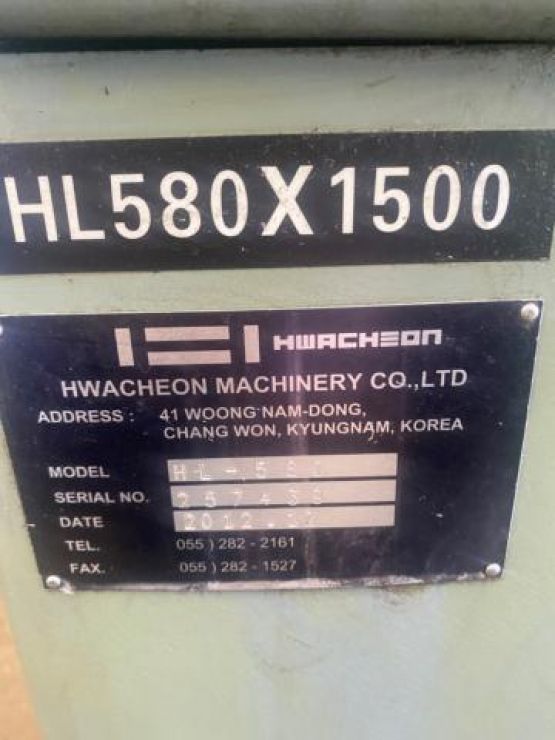 HL580X1500
HWACHEON
HWACHEON MACHINERY CO.,LTD
ADDRESS : 41 WOONG NAM-DONG,
CHANG WON, KYUNGNAM, KOREA
MODEL
SERIAL NO.
DATE
TEL. 055 ) 282 - 2161
FAX. 055 ) 282 - 1527